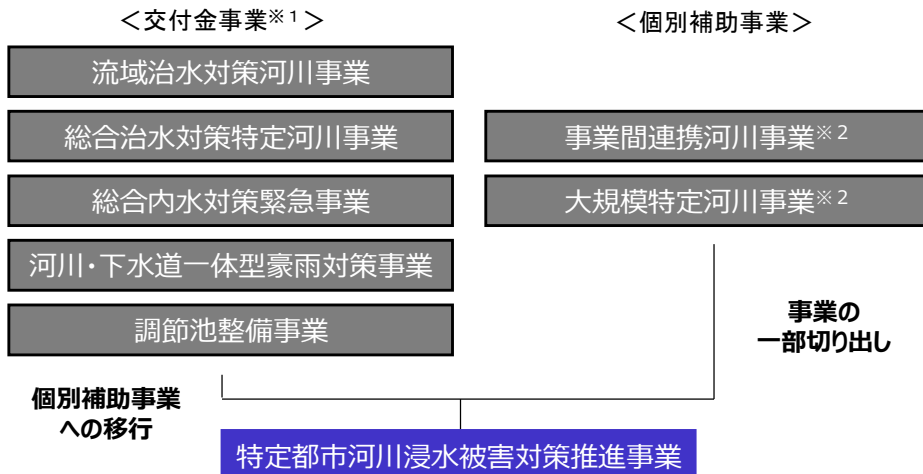 ＜交付金事業※１＞
流域治水対策河川事業
総合治水対策特定河川事業
総合内水対策緊急事業
河川・下水道一体型豪雨対策事業
調節池整備事業
個別補助事業
への移行
＜個別補助事業＞
事業間連携河川事業※２
大規模特定河川事業※２
事業の
一部切り出し
特定都市河川浸水被害対策推進事業